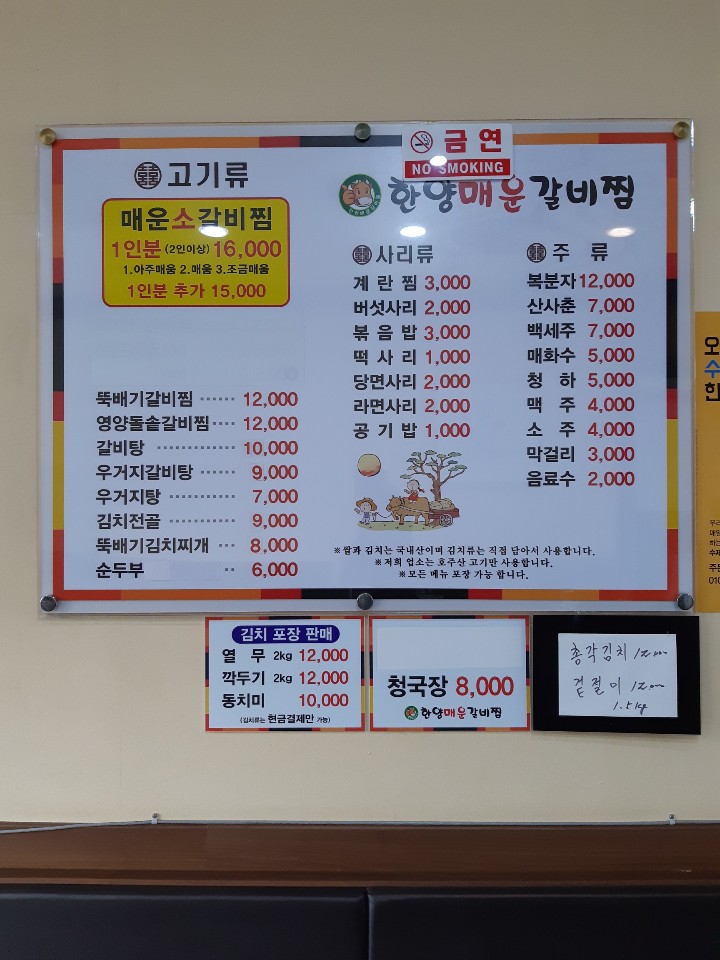 금연
NO SMOKING
고기류
매운소갈비찜
1인분 (2인이상) 16,000
1.아주매움 2.매움 3.조금매움
1인분 추가 15,000
뚝배기갈비찜 ······ 12,000
영양돌솥갈비찜···· 12,000
갈비탕 ············ 10,000
우거지갈비탕 ······ 9,000
우거지탕 ·········· 7,000
김치전골 ·········· 9,000
뚝배기김치찌개 ··· 8,000
순두부 ·· 6,000
한양매운갈비찜
사리류
계란찜 3,000
버섯사리 2,000
볶음밥 3,000
떡사리 1,000
당면사리 2,000
라면사리 2,000
공기밥 1,000
주 류
복분자 12,000
산사춘 7,000
백세주 7,000
매화수 5,000
청 하 5,000
맥 주 4,000
소 주 4,000
막걸리 3,000
음료수 2,000
※쌀과 김치는 국내산이며 김치류는 직접 담아서 사용합니다.
※저희 업소는 호주산 고기만 사용합니다.
※모든 메뉴 포장 가능 합니다.
김치 포장 판매
열 무 2kg 12,000
깍두기 2kg 12,000
동치미 10,000
(김치류는 현금결제만 가능)
청국장 8,000
한양매운갈비찜
총각김치 12000
겉절이 12000
1.5kg
오
수
한